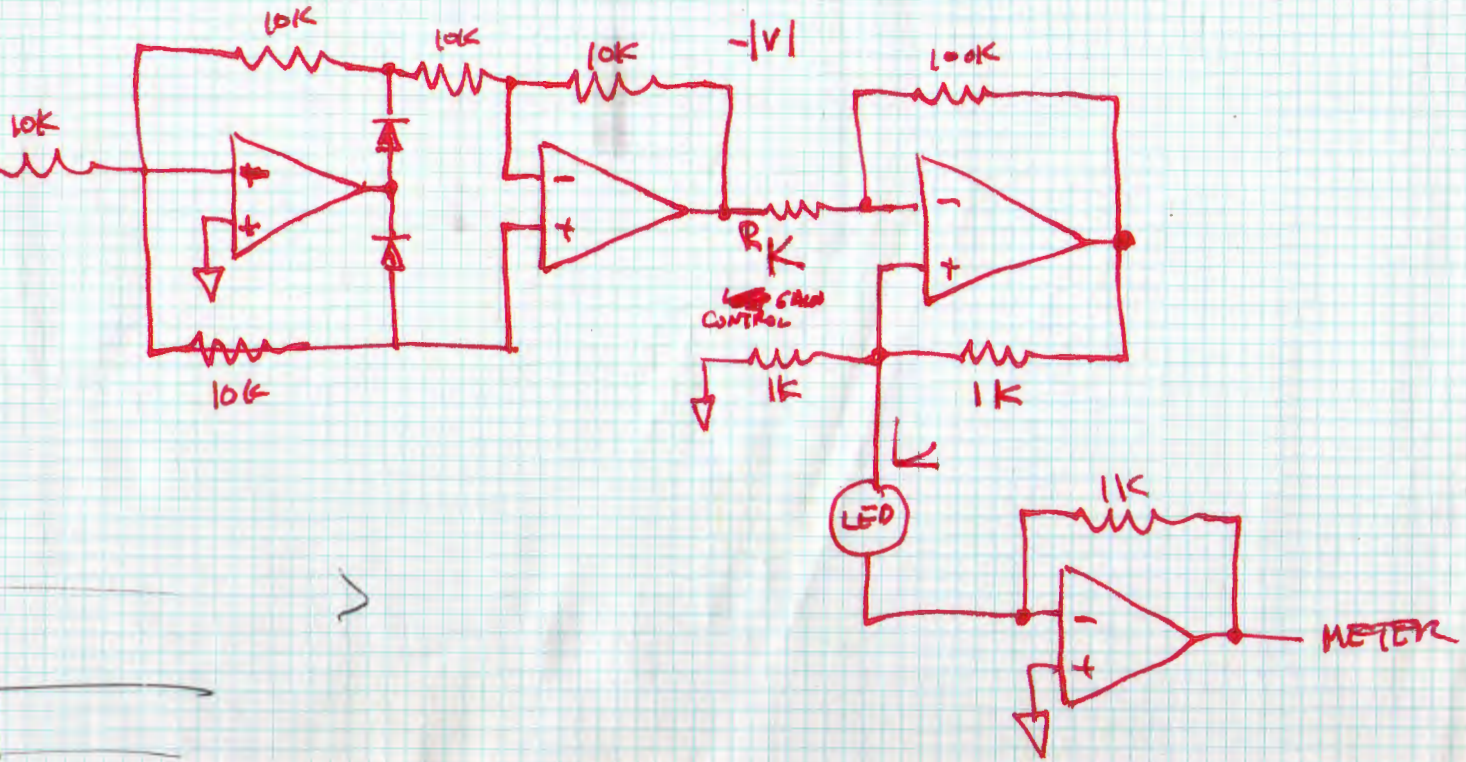 10K
10K
10K
-|V|
100K
10K
+
+
-
+
-
+
R
K
GAIN
CONTROL
10K
1K
1K
LED
1K
-
+
METER